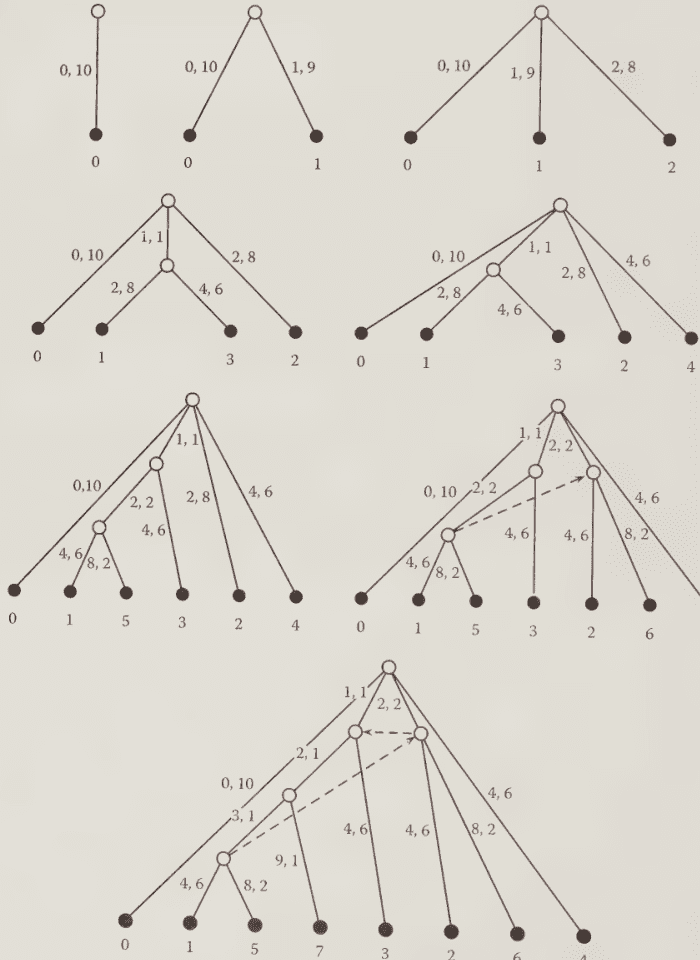 0, 10
0
0, 10 1, 9
0 1
0, 10 1, 9 2, 8
0 1 2
0, 10 1, 1 2, 8
2, 8 4, 6
0 1 3 2
0, 10 1, 1 2, 8 4, 6
2, 8 4, 6
0 1 3 2 4
1, 1
0,10 2, 2 4, 6 2, 8 4, 6
4, 6 8, 2
0 1 5 3 2 4
1, 1 2, 2
0, 10 2, 2 4, 6
4, 6 4, 6 8, 2
4, 6 8, 2
0 1 5 3 2 6
1, 1 2, 2
2, 1
0, 10 4, 6
3, 1 4, 6 4, 6 8, 2
9, 1
4, 6 8, 2
0 1 5 7 3 2 6 4